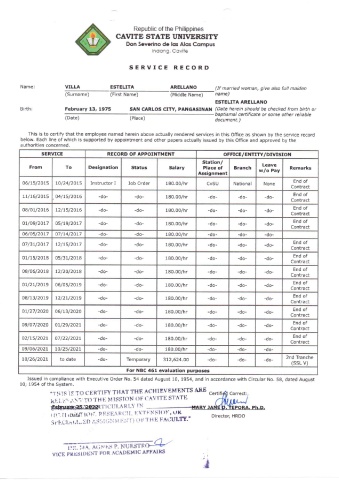 Republic of the Philippines
CAVITE STATE UNIVERSITY
Don Severino de las Alas Campus
Indang, Cavite
SERVICE RECORD
Name: VILLA ESTELITA ARELLANO (If married woman, give also full maiden name)
(Surname) (First Name) (Middle Name)
ESTELITA ARELLANO
Birth: February 13, 1975 SAN CARLOS CITY, PANGASINAN (Date herein should be checked from birth or baptismal certificate or some other reliable document.)
(Date) (Place)
This is to certify that the employee named herein above actually rendered services in this Office as shown by the service record below. Each line of which is supported by appointment and other papers actually issued by this Office and approved by the authorities concerned.
SERVICE RECORD OF APPOINTMENT OFFICE/ENTITY/DIVISION
From To Designation Status Salary Station/ Place of Assignment Branch Leave w/o Pay Remarks
06/15/2015 10/24/2015 Instructor I Job Order 180.00/hr CvSU National None End of Contract
11/16/2015 04/15/2016 -do- -do- 180.00/hr -do- -do- -do- End of Contract
08/01/2016 12/15/2016 -do- -do- 180.00/hr -do- -do- -do- End of Contract
01/09/2017 05/19/2017 -do- -do- 180.00/hr -do- -do- -do- End of Contract
06/05/2017 07/14/2017 -do- -do- 180.00/hr -do- -do- -do-
07/31/2017 12/15/2017 -do- -do- 180.00/hr -do- -do- -do- End of Contract
01/15/2018 05/31/2018 -do- -do- 180.00/hr -do- -do- -do- End of Contract
08/06/2018 12/20/2018 -do- -do- 180.00/hr -do- -do- -do- End of Contract
01/21/2019 06/05/2019 -do- -do- 180.00/hr -do- -do- -do- End of Contract
08/13/2019 12/21/2019 -do- -do- 180.00/hr -do- -do- -do- End of Contract
01/27/2020 06/13/2020 -do- -do- 180.00/hr -do- -do- -do- End of Contract
09/07/2020 01/29/2021 -do- -do- 180.00/hr -do- -do- -do- End of Contract
02/15/2021 07/22/2021 -do- -do- 180.00/hr -do- -do- -do- End of Contract
09/06/2021 10/25/2021 -do- -do- 180.00/hr -do- -do- -do-
10/26/2021 to date -do- Temporary 312,624.00 -do- -do- -do- 2nd Tranche (SSL V)
For NBC 461 evaluation purposes
Issued in compliance with Executive Order No. 54 dated August 10, 1954, and in accordance with Circular No. 58, dated August 10, 1954 of the System.
"THIS IS TO CERTIFY THAT THE ACHIEVEMENTS ARE
Certified Correct:
RELEVANT TO THE MISSION OF CAVITE STATE
PARTICULARLY IN
MARY JANE D. TEPORA, Ph.D.
RESEARCH, EXTENSION, OR
Director, HRDO
ASSIGNMENTS OF THE FACULTY."
AGNES P. NUESTRO
VICE PRESIDENT FOR ACADEMIC AFFAIRS